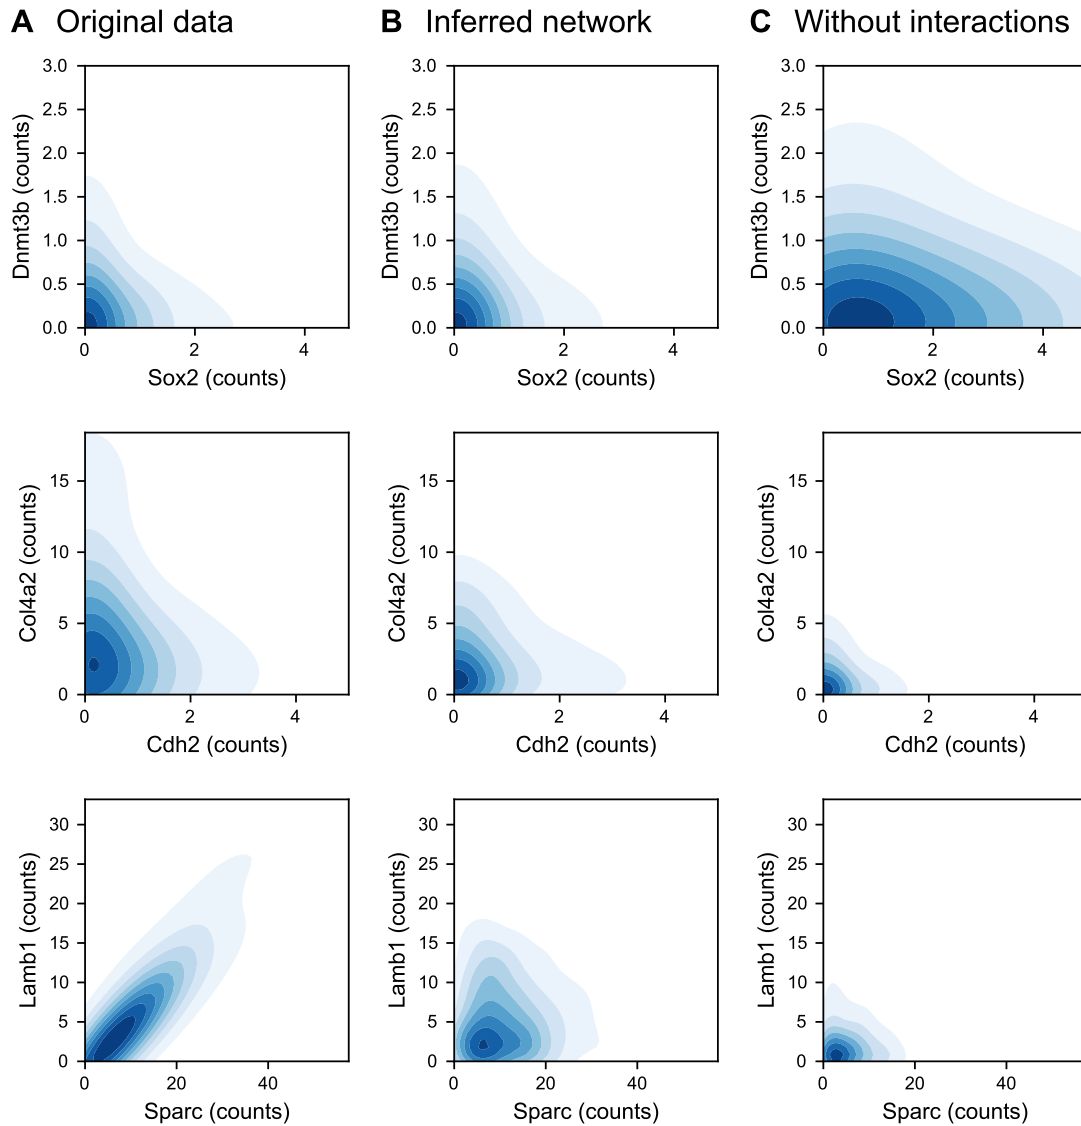 A Original data
B Inferred network
C Without interactions
3.0
2.5
2.0
1.5
1.0
0.5
0.0
Dnmt3b (counts)
0 2 4
Sox2 (counts)
3.0
2.5
2.0
1.5
1.0
0.5
0.0
Dnmt3b (counts)
0 2 4
Sox2 (counts)
3.0
2.5
2.0
1.5
1.0
0.5
0.0
Dnmt3b (counts)
0 2 4
Sox2 (counts)
15
10
5
0
Col4a2 (counts)
0 2 4
Cdh2 (counts)
15
10
5
0
Col4a2 (counts)
0 2 4
Cdh2 (counts)
15
10
5
0
Col4a2 (counts)
0 2 4
Cdh2 (counts)
30
25
20
15
10
5
0
Lamb1 (counts)
0 20 40
Sparc (counts)
30
25
20
15
10
5
0
Lamb1 (counts)
0 20 40
Sparc (counts)
30
25
20
15
10
5
0
Lamb1 (counts)
0 20 40
Sparc (counts)